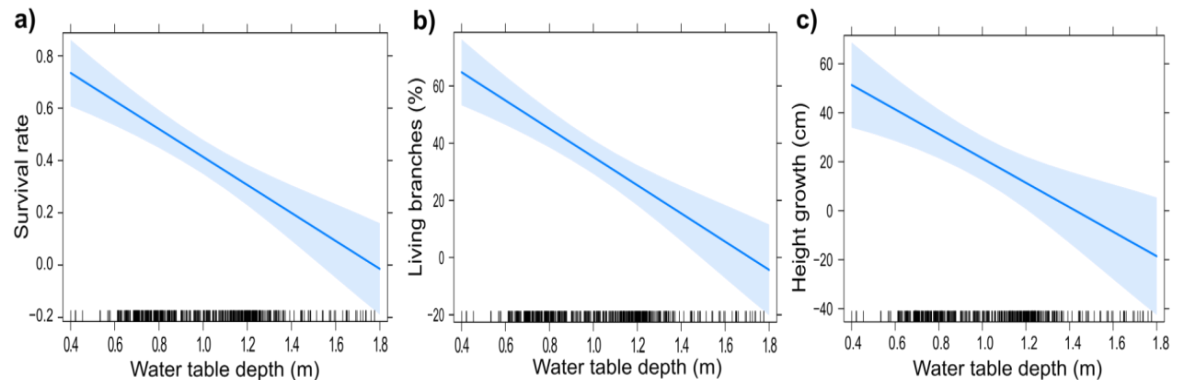 a)
Survival rate
0.8
0.6
0.4
0.2
0.0
−0.2
0.4 0.6 0.8 1.0 1.2 1.4 1.6 1.8
Water table depth (m)
b)
Living branches (%)
60
40
20
0
−20
0.4 0.6 0.8 1.0 1.2 1.4 1.6 1.8
Water table depth (m)
c)
Height growth (cm)
60
40
20
0
−20
−40
0.4 0.6 0.8 1.0 1.2 1.4 1.6 1.8
Water table depth (m)